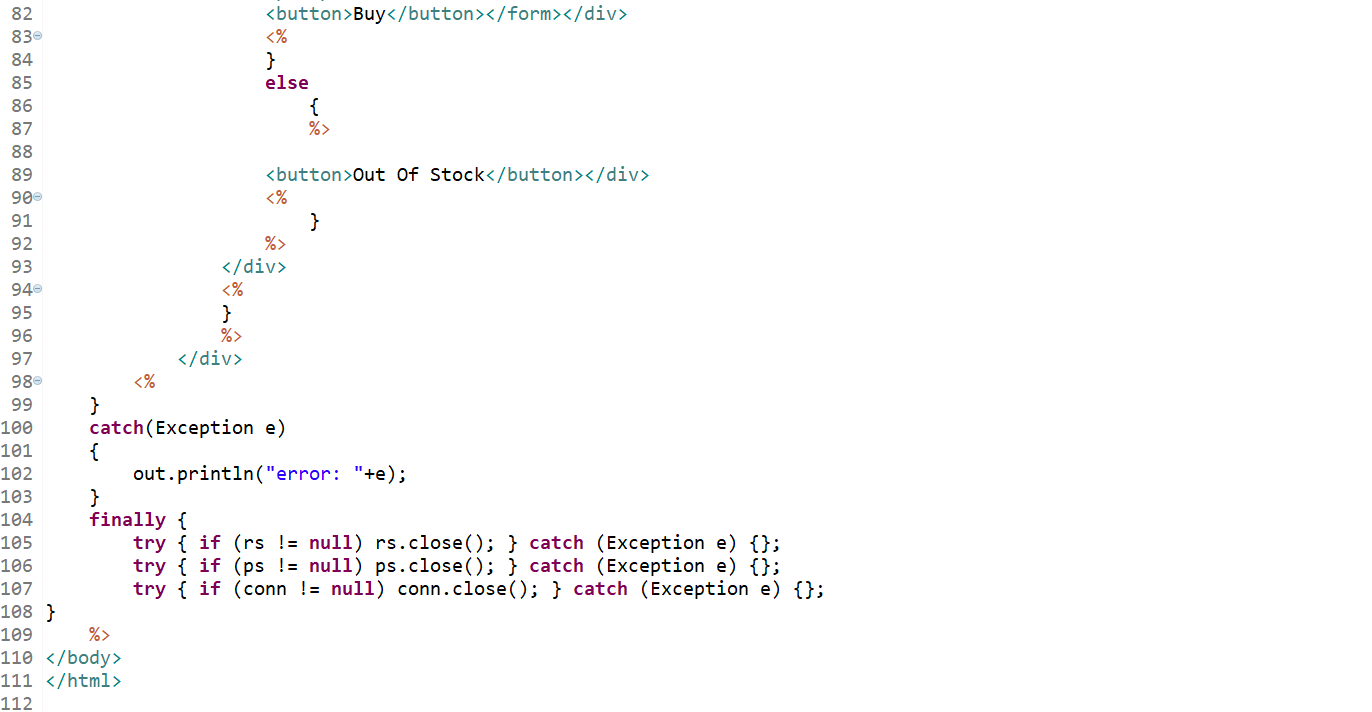 82                     <button>Buy</button></form></div>
83                     <%
84                     }
85                     else
86                         {
87                         %>
88
89                     <button>Out Of Stock</button></div>
90                     <%
91                         }
92                     %>
93                 </div>
94                 <%
95                 }
96                 %>
97             </div>
98         <%
99     }
100     catch(Exception e)
101     {
102         out.println("error: "+e);
103     }
104     finally {
105         try { if (rs != null) rs.close(); } catch (Exception e) {};
106         try { if (ps != null) ps.close(); } catch (Exception e) {};
107         try { if (conn != null) conn.close(); } catch (Exception e) {};
108 }
109     %>
110 </body>
111 </html>
112